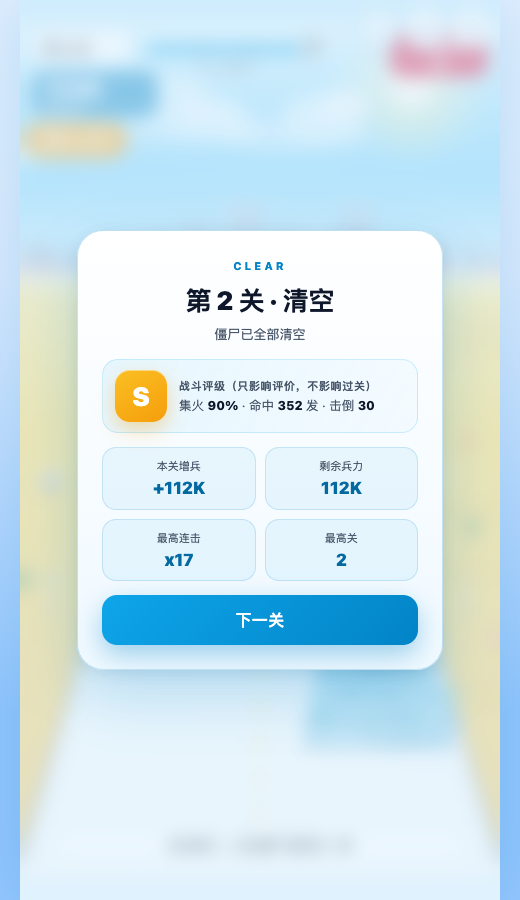 CLEAR
第 2 关 · 清空
僵尸已全部清空
S
战斗评级（只影响评价，不影响过关）
集火 90% · 命中 352 发 · 击倒 30
本关增兵
+112K
剩余兵力
112K
最高连击
x17
最高关
2
下一关